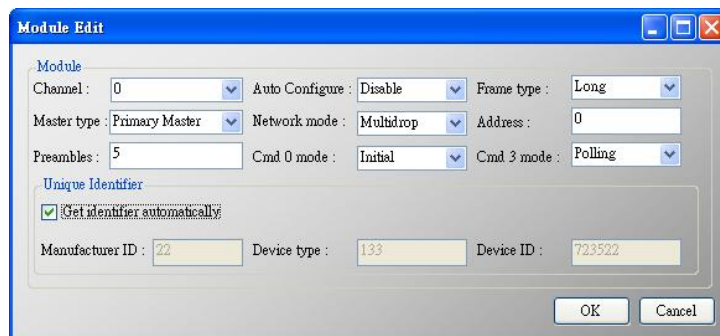 Module Edit
Module
Channel : 0 Auto Configure : Disable Frame type : Long
Master type : Primary Master Network mode : Multidrop Address : 0
Preambles : 5 Cmd 0 mode : Initial Cmd 3 mode : Polling
Unique Identifier
Get identifier automatically
Manufacturer ID : 22 Device type : 133 Device ID : 723522
OK Cancel